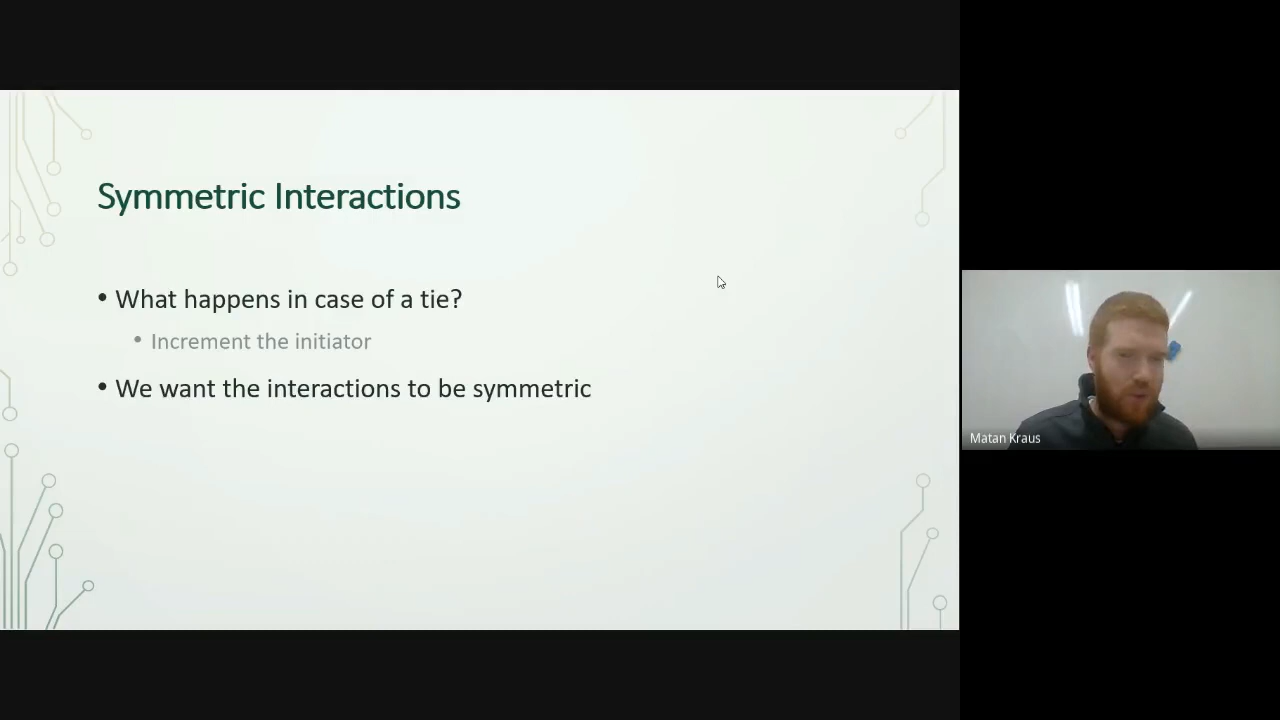 Symmetric Interactions
• What happens in case of a tie?
• Increment the initiator
• We want the interactions to be symmetric
Matan Kraus